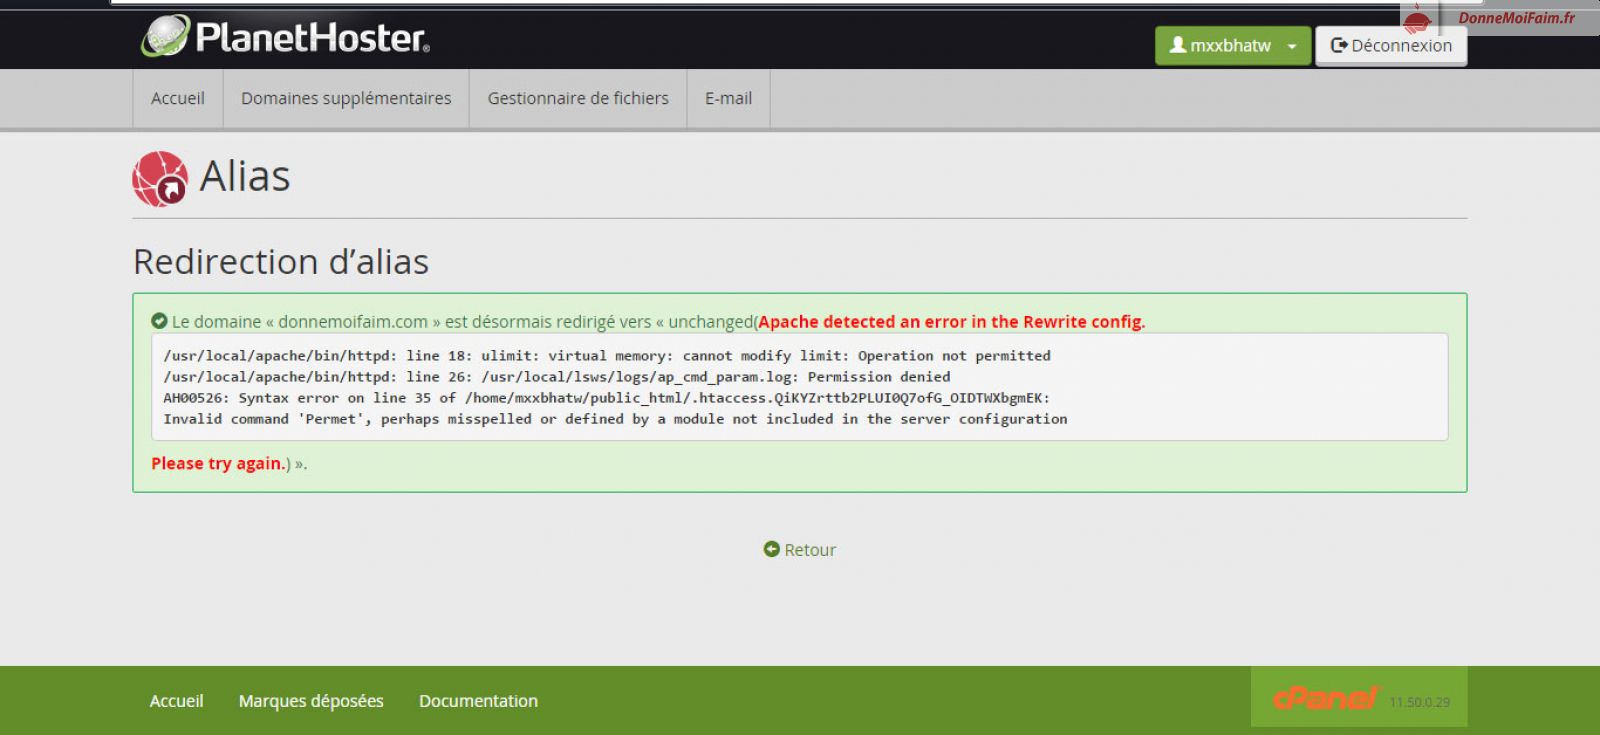 DonneMoiFaim.fr
PlanetHoster®
mxxbhatw
Déconnexion
Accueil
Domaines supplémentaires
Gestionnaire de fichiers
E-mail
Alias
Redirection d’alias
Le domaine « donnemoifaim.com » est désormais redirigé vers « unchanged(Apache detected an error in the Rewrite config.
/usr/local/apache/bin/httpd: line 18: ulimit: virtual memory: cannot modify limit: Operation not permitted
/usr/local/apache/bin/httpd: line 26: /usr/local/lsws/logs/ap_cmd_param.log: Permission denied
AH00526: Syntax error on line 35 of /home/mxxbhatw/public_html/.htaccess.QiKYZrttb2PLUI0Q7ofG_OIDTWXbgmEK:
Invalid command 'Permet', perhaps misspelled or defined by a module not included in the server configuration
Please try again.) ».
Retour
Accueil
Marques déposées
Documentation
cPanel 11.50.0.29